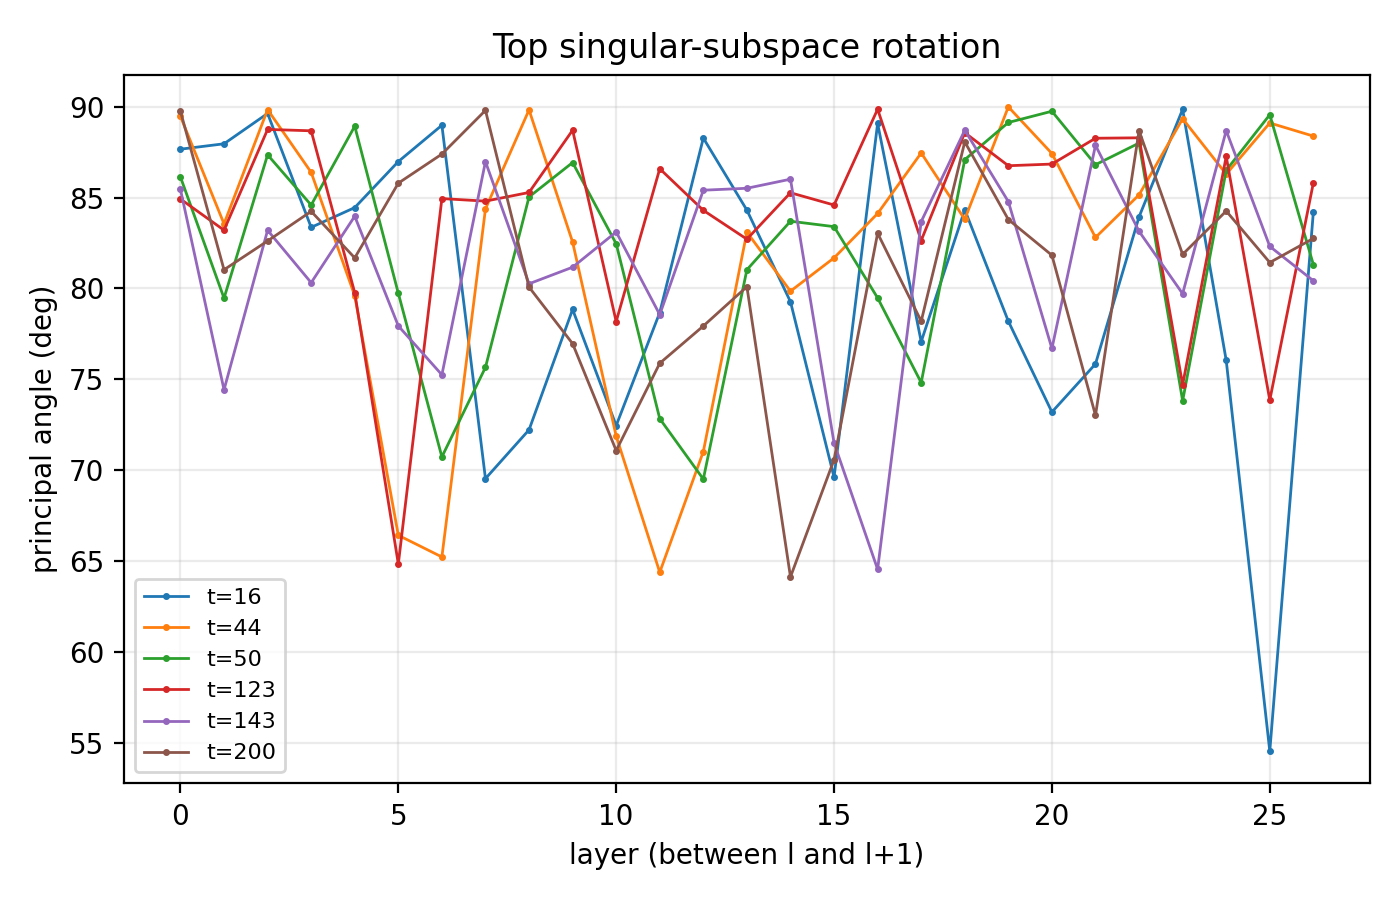 Top singular-subspace rotation
principal angle (deg)
90
85
80
75
70
65
60
55
t=16
t=44
t=50
t=123
t=143
t=200
0 5 10 15 20 25
layer (between l and l+1)